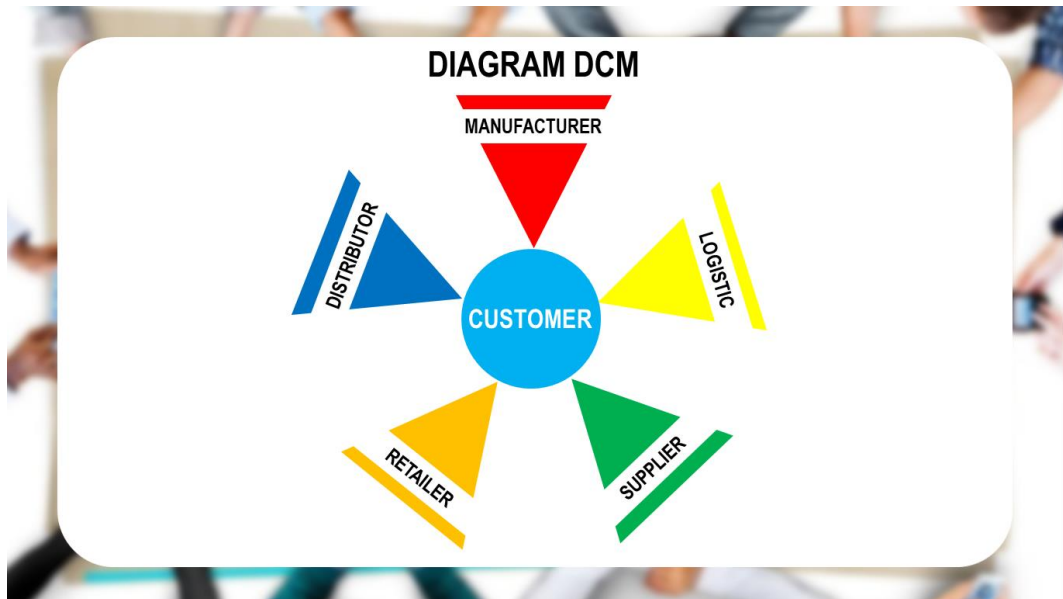 DIAGRAM DCM
MANUFACTURER
DISTRIBUTOR
LOGISTIC
CUSTOMER
RETAILER
SUPPLIER